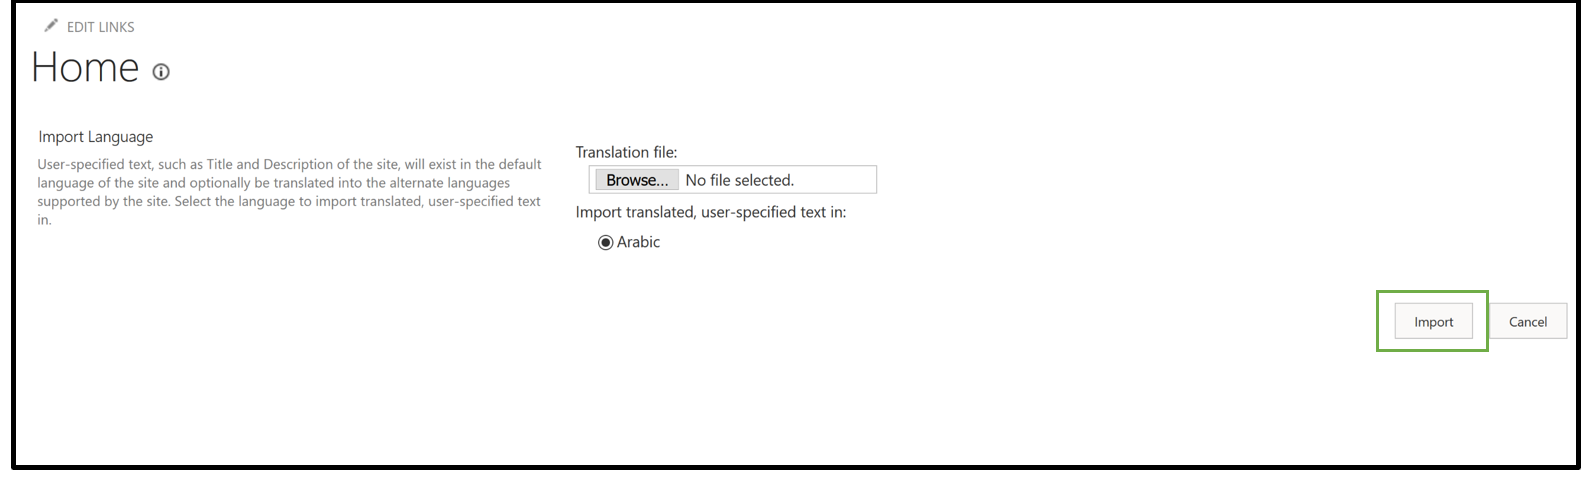 EDIT LINKS
Home
Import Language
User-specified text, such as Title and Description of the site, will exist in the default
language of the site and optionally be translated into the alternate languages
supported by the site. Select the language to import translated, user-specified text
in.
Translation file:
Browse... No file selected.
Import translated, user-specified text in:
Arabic
Import
Cancel